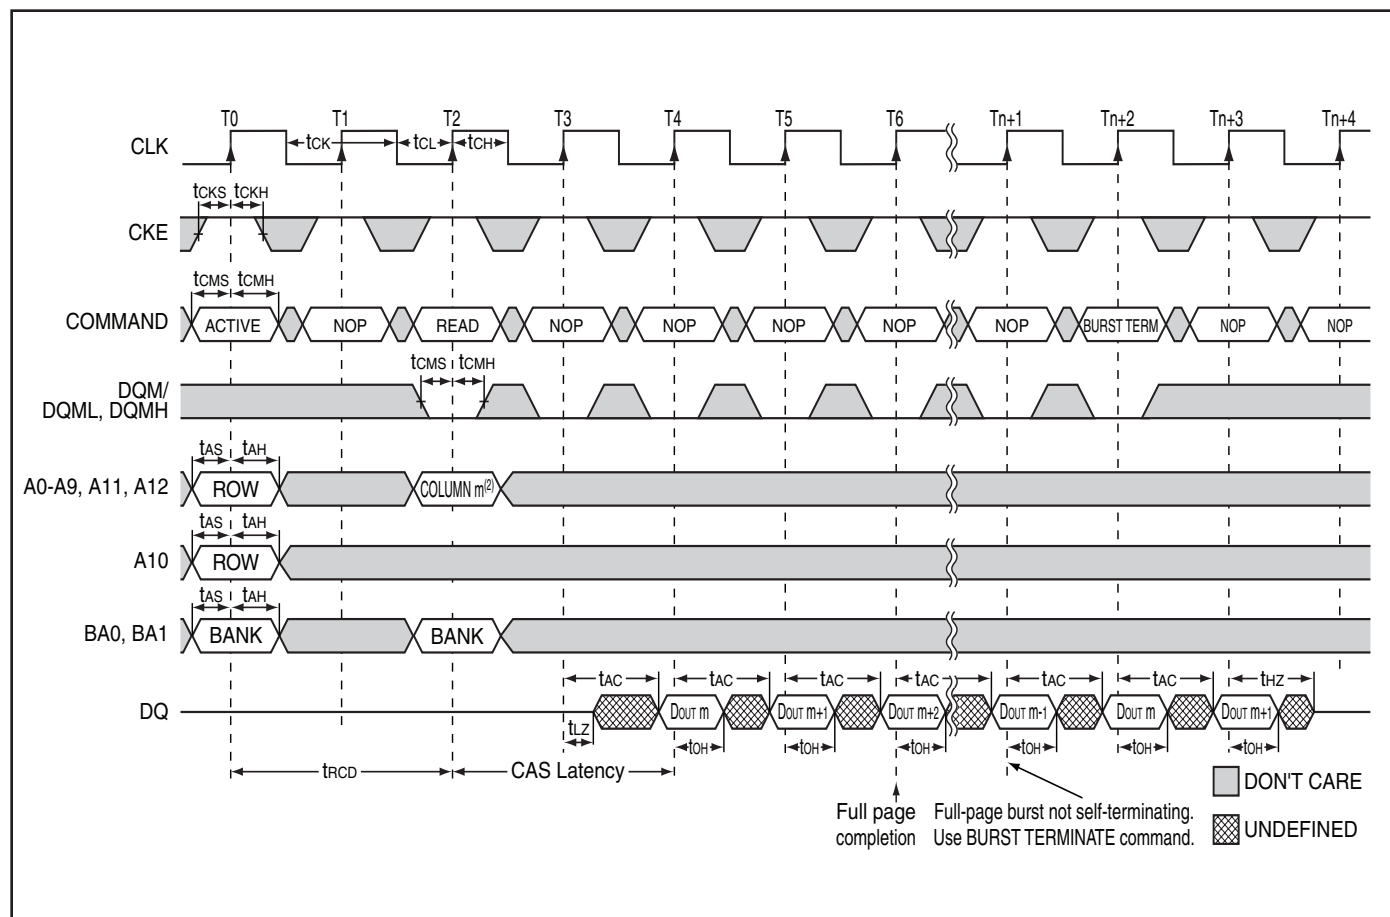 T0 T1 T2 T3 T4 T5 T6 Tn+1 Tn+2 Tn+3 Tn+4
CLK
tCK tCL tCH
tCKS tCKH
CKE
tCMS tCMH
COMMAND ACTIVE NOP READ NOP NOP NOP NOP NOP BURST TERM NOP NOP
tCMS tCMH
DQM/
DQML, DQMH
tAS tAH
A0-A9, A11, A12 ROW COLUMN m(2)
tAS tAH
A10 ROW
tAS tAH
BA0, BA1 BANK BANK
tAC tAC tAC tAC tAC tAC tHZ
DQ DOUT m DOUT m+1 DOUT m+2 DOUT m-1 DOUT m DOUT m+1
tLZ tOH tOH tOH tOH tOH tOH
tRCD CAS Latency
DON'T CARE
UNDEFINED
Full page
completion
Full-page burst not self-terminating.
Use BURST TERMINATE command.